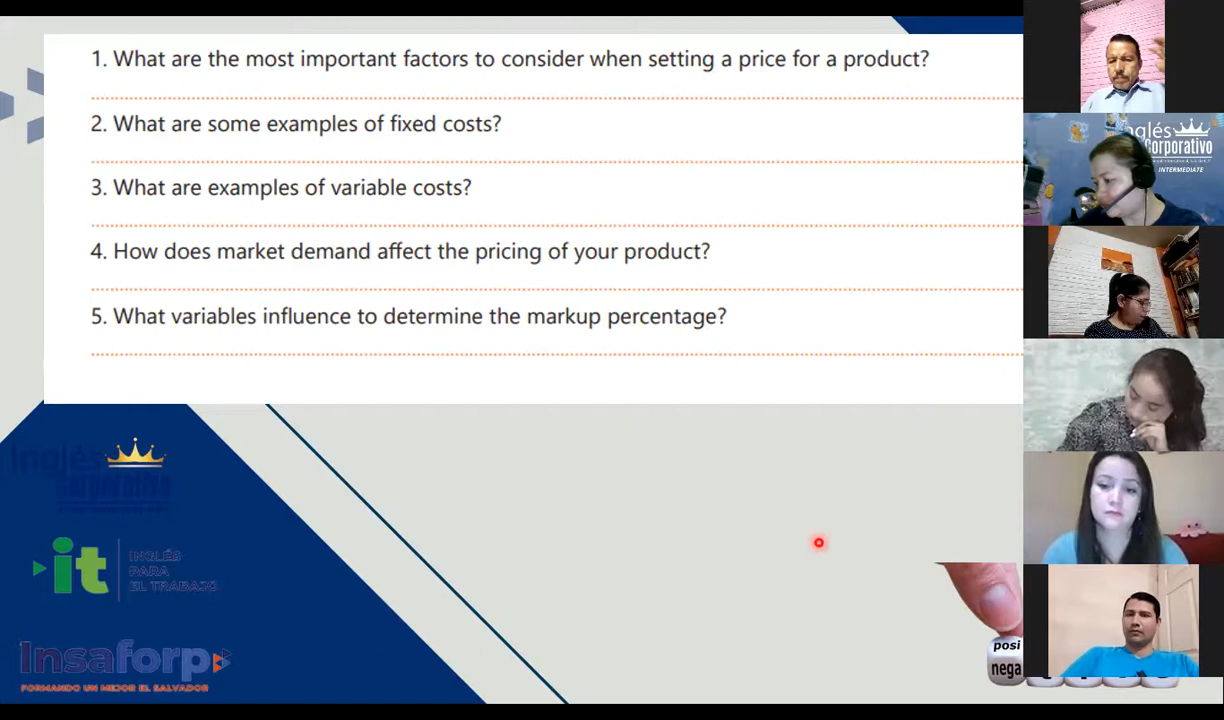 1. What are the most important factors to consider when setting a price for a product?
2. What are some examples of fixed costs?
3. What are examples of variable costs?
4. How does market demand affect the pricing of your product?
5. What variables influence to determine the markup percentage?
Inglés
Corporativo
it
INGLÉS
PARA
EL TRABAJO
Insaforp
FORMANDO UN MEJOR EL SALVADOR
posi
nega
nglés
Corporativo
INTERMEDIATE